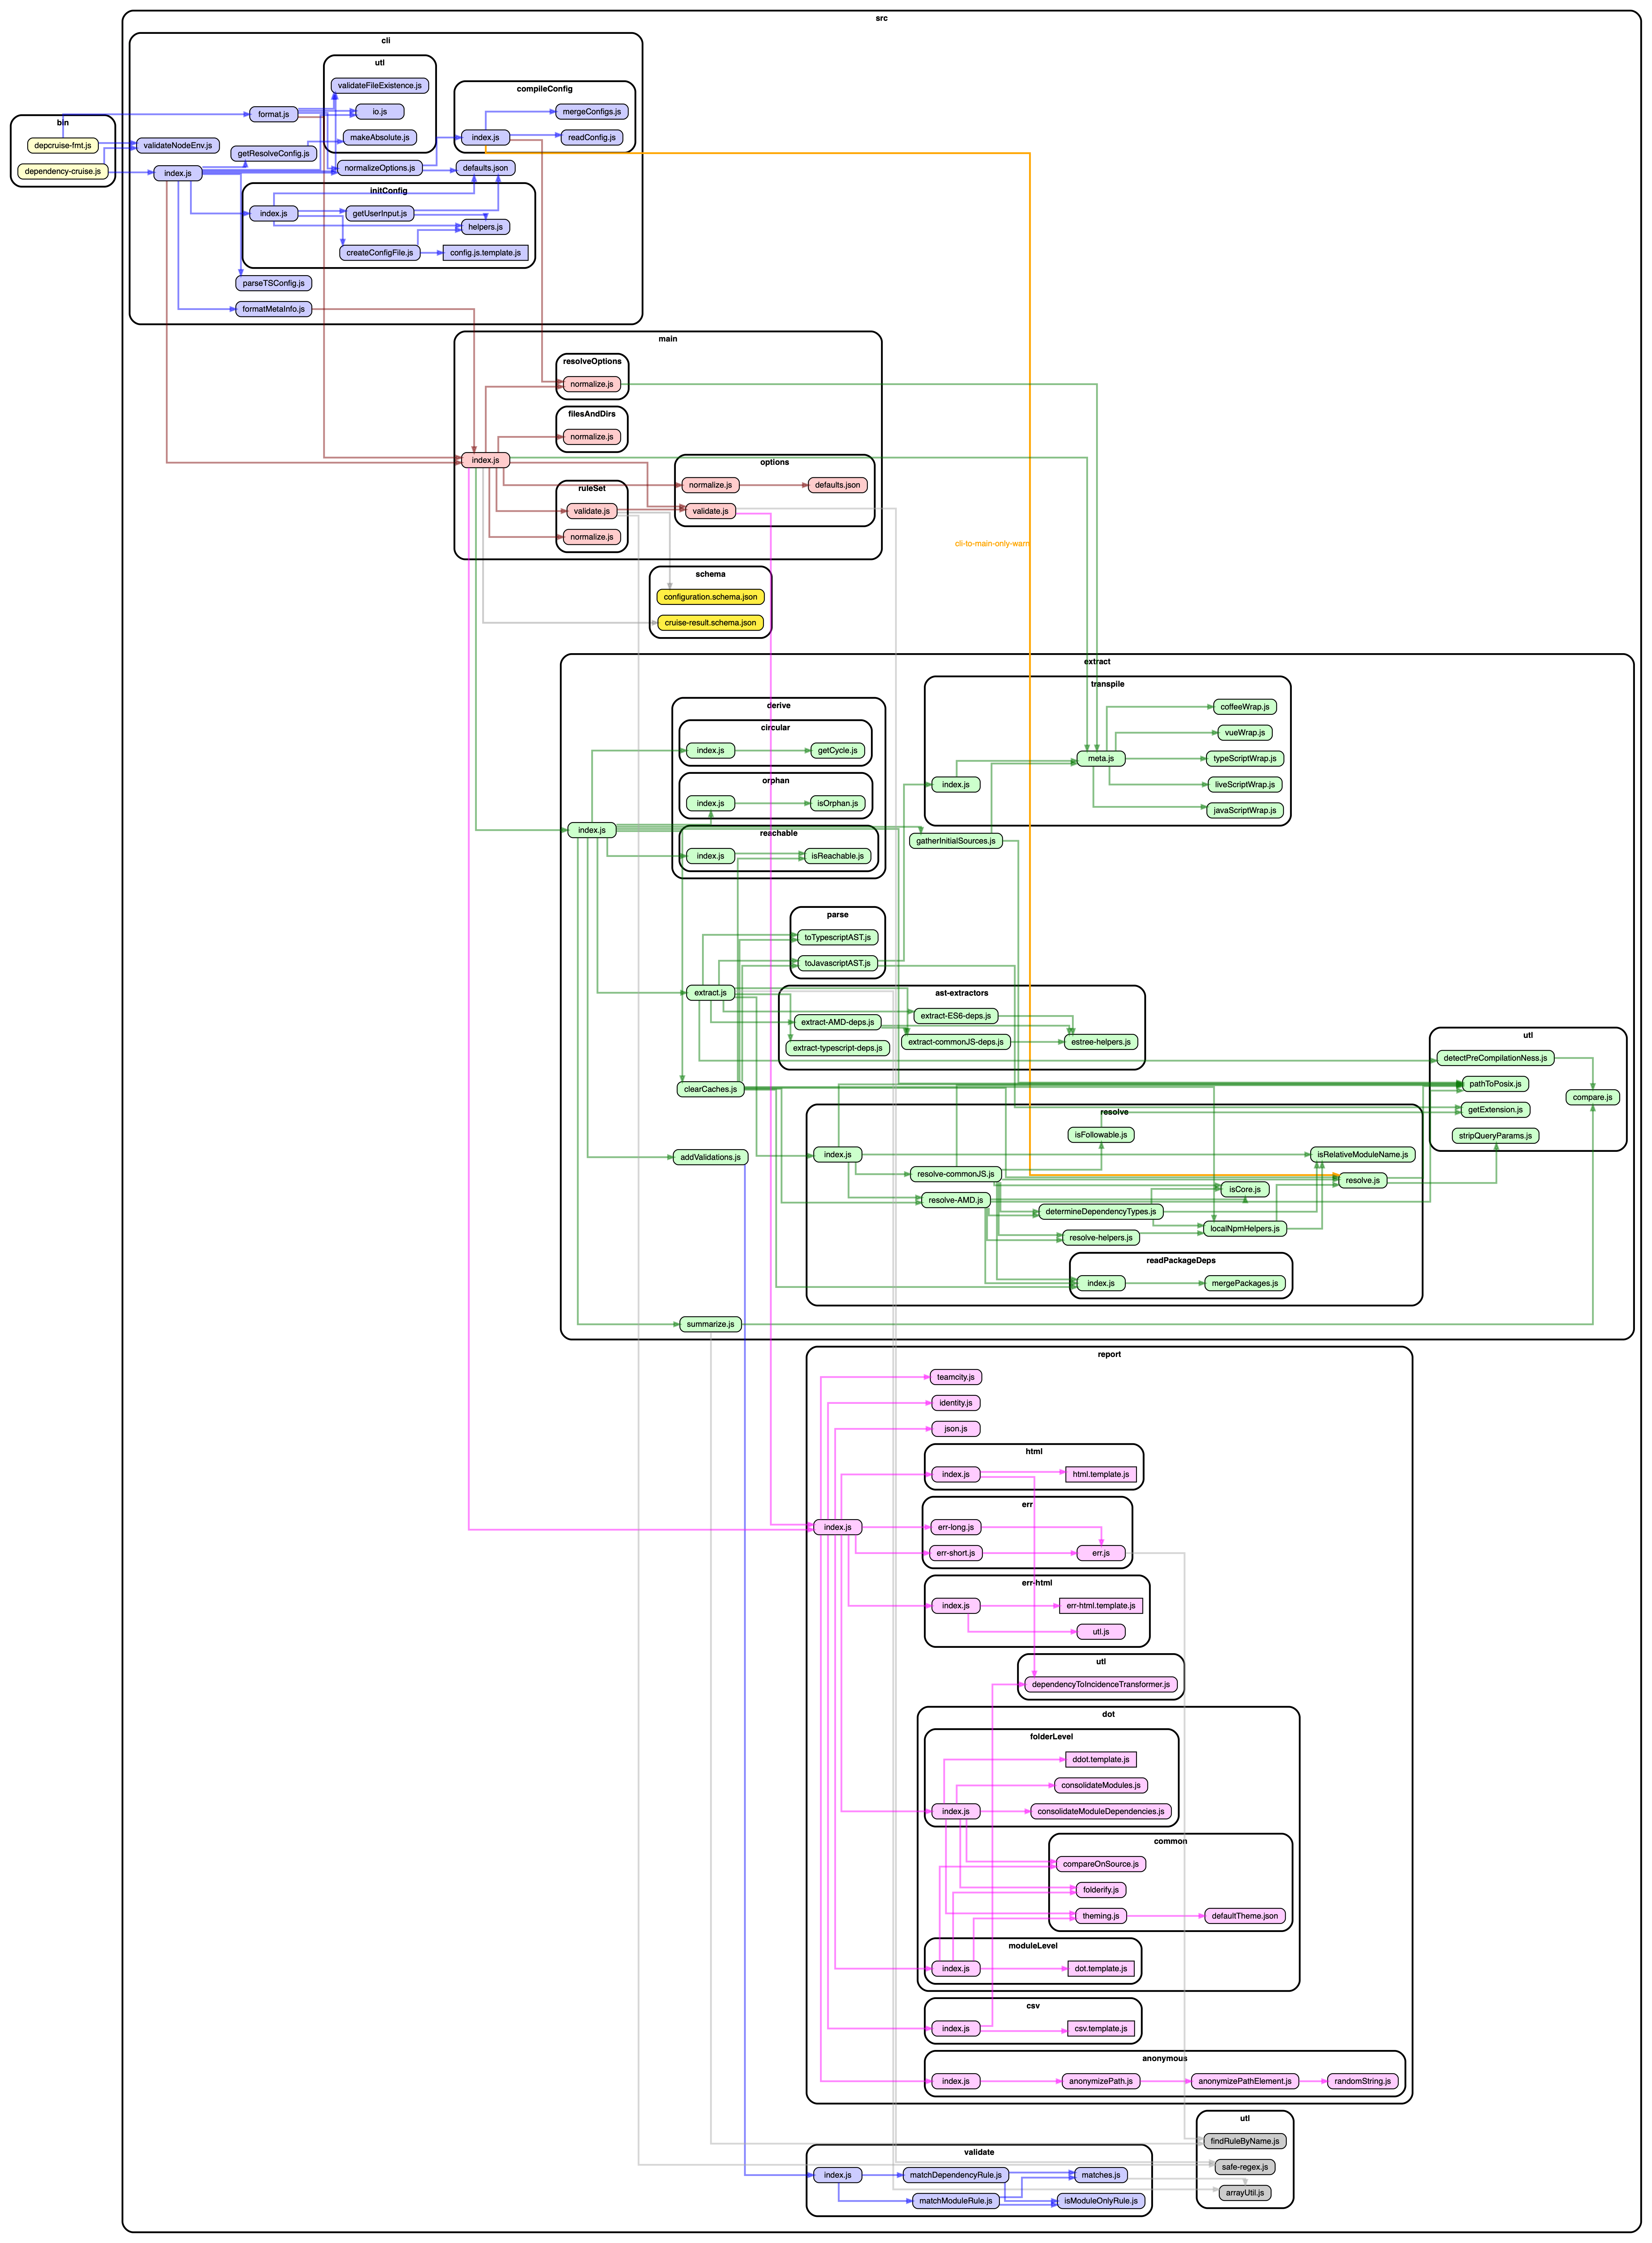 src
cli
utl
validateFileExistence.js
compileConfig
io.js
mergeConfigs.js
format.js
bin
makeAbsolute.js
index.js
readConfig.js
depcruise-fmt.js
validateNodeEnv.js
getResolveConfig.js
dependency-cruise.js
index.js
normalizeOptions.js
defaults.json
initConfig
index.js
getUserInput.js
helpers.js
createConfigFile.js
config.js.template.js
parseTSConfig.js
formatMetaInfo.js
main
resolveOptions
normalize.js
filesAndDirs
normalize.js
index.js
options
normalize.js
defaults.json
ruleSet
validate.js
validate.js
normalize.js
cli-to-main-only-warn
schema
configuration.schema.json
cruise-result.schema.json
extract
transpile
coffeeWrap.js
vueWrap.js
meta.js
typeScriptWrap.js
index.js
liveScriptWrap.js
javaScriptWrap.js
derive
circular
index.js
getCycle.js
orphan
index.js
isOrphan.js
index.js
reachable
index.js
isReachable.js
gatherInitialSources.js
parse
toTypescriptAST.js
toJavascriptAST.js
extract.js
ast-extractors
extract-ES6-deps.js
extract-AMD-deps.js
extract-commonJS-deps.js
estree-helpers.js
extract-typescript-deps.js
utl
detectPreCompilationNess.js
pathToPosix.js
compare.js
getExtension.js
stripQueryParams.js
clearCaches.js
resolve
isFollowable.js
index.js
isRelativeModuleName.js
addValidations.js
resolve-commonJS.js
resolve.js
isCore.js
resolve-AMD.js
determineDependencyTypes.js
localNpmHelpers.js
resolve-helpers.js
readPackageDeps
index.js
mergePackages.js
summarize.js
report
teamcity.js
identity.js
json.js
html
index.js
html.template.js
err
index.js
err-long.js
err-short.js
err.js
err-html
index.js
err-html.template.js
utl.js
utl
dependencyToIncidenceTransformer.js
dot
folderLevel
ddot.template.js
consolidateModules.js
index.js
consolidateModuleDependencies.js
common
compareOnSource.js
folderify.js
theming.js
defaultTheme.json
moduleLevel
index.js
dot.template.js
csv
index.js
csv.template.js
anonymous
index.js
anonymizePath.js
anonymizePathElement.js
randomString.js
utl
findRuleByName.js
safe-regex.js
arrayUtil.js
validate
index.js
matchDependencyRule.js
matches.js
matchModuleRule.js
isModuleOnlyRule.js